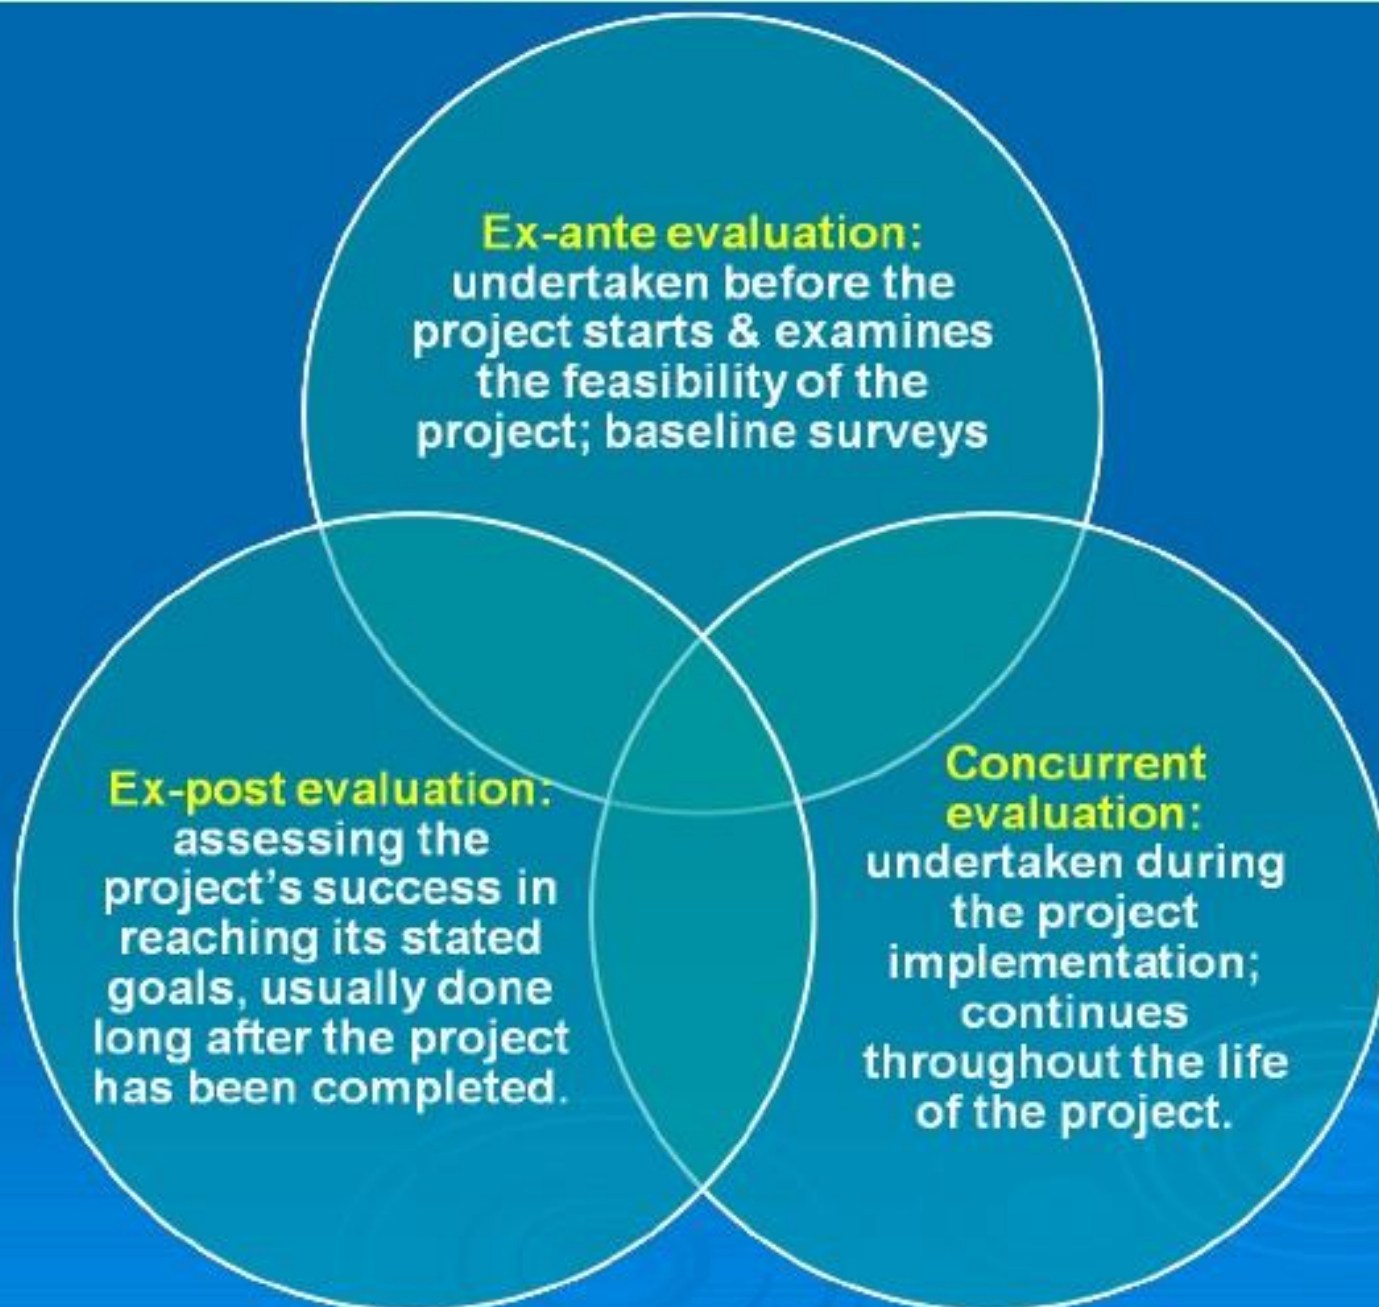 Ex-ante evaluation:
undertaken before the
project starts & examines
the feasibility of the
project; baseline surveys
Ex-post evaluation:
assessing the
project's success in
reaching its stated
goals, usually done
long after the project
has been completed.
Concurrent
evaluation:
undertaken during
the project
implementation;
continues
throughout the life
of the project.